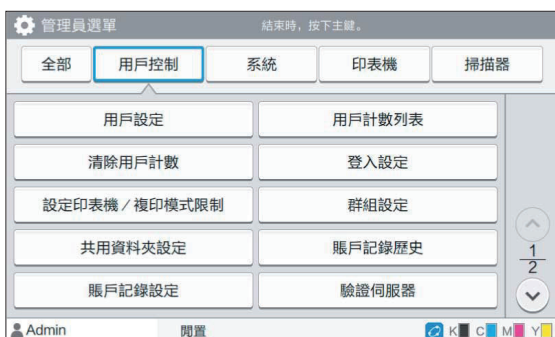 管理員選單 結束時，按下主鍵。
全部 用戶控制 系統 印表機 掃描器
用戶設定 用戶計數列表
清除用戶計數 登入設定
設定印表機／複印模式限制 群組設定
共用資料夾設定 賬戶記錄歷史
賬戶記錄設定 驗證伺服器
1
2
Admin 閒置 K C M Y